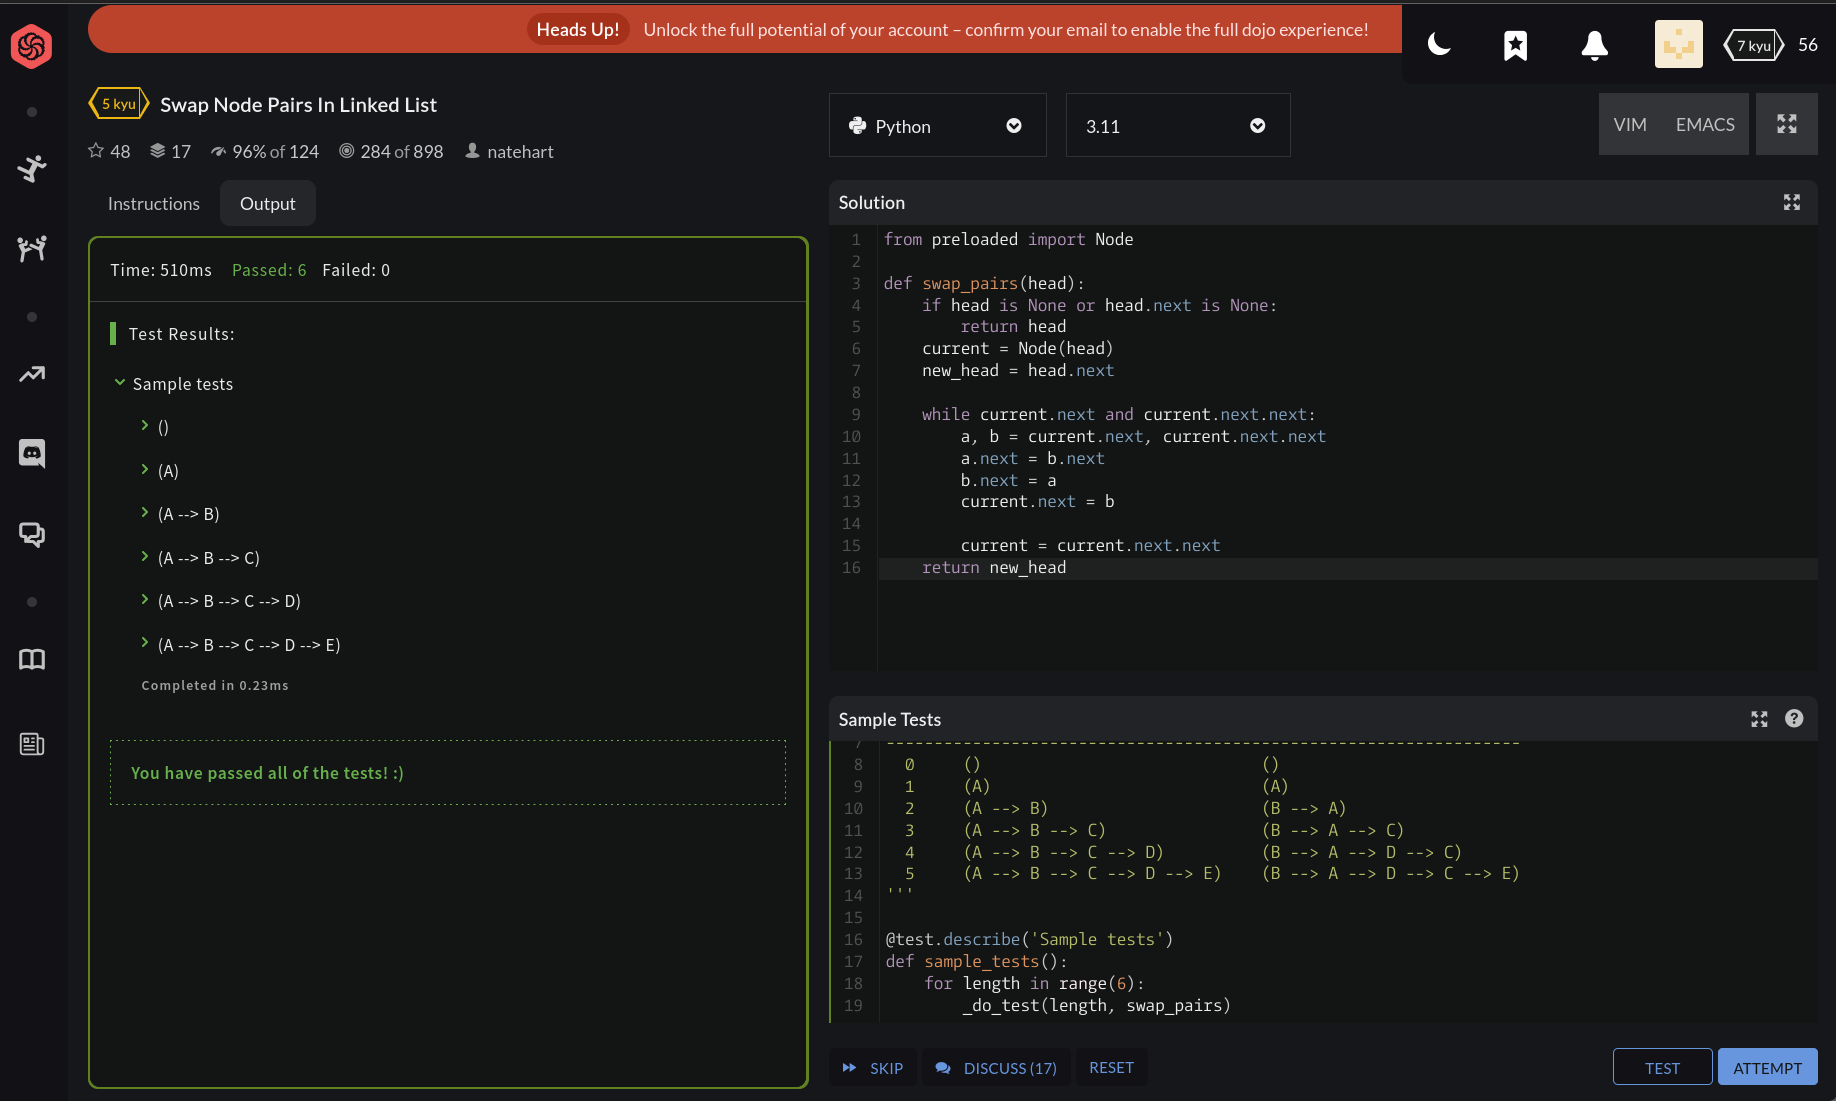 Heads Up! Unlock the full potential of your account – confirm your email to enable the full dojo experience!
7 kyu 56
5 kyu Swap Node Pairs In Linked List
48 17 96% of 124 284 of 898 natehart
Instructions Output
Time: 510ms Passed: 6 Failed: 0
Test Results:
Sample tests
()
(A)
(A --> B)
(A --> B --> C)
(A --> B --> C --> D)
(A --> B --> C --> D --> E)
Completed in 0.23ms
You have passed all of the tests! :)
Python 3.11 VIM EMACS
Solution
1 from preloaded import Node
2
3 def swap_pairs(head):
4     if head is None or head.next is None:
5         return head
6     current = Node(head)
7     new_head = head.next
8
9     while current.next and current.next.next:
10         a, b = current.next, current.next.next
11         a.next = b.next
12         b.next = a
13         current.next = b
14
15         current = current.next.next
16     return new_head
Sample Tests
7 ------------------------------------------------------------------
8   0     ()                             ()
9   1     (A)                            (A)
10   2     (A --> B)                      (B --> A)
11   3     (A --> B --> C)                (B --> A --> C)
12   4     (A --> B --> C --> D)          (B --> A --> D --> C)
13   5     (A --> B --> C --> D --> E)    (B --> A --> D --> C --> E)
14 '''
15
16 @test.describe('Sample tests')
17 def sample_tests():
18     for length in range(6):
19         _do_test(length, swap_pairs)
SKIP DISCUSS (17) RESET TEST ATTEMPT